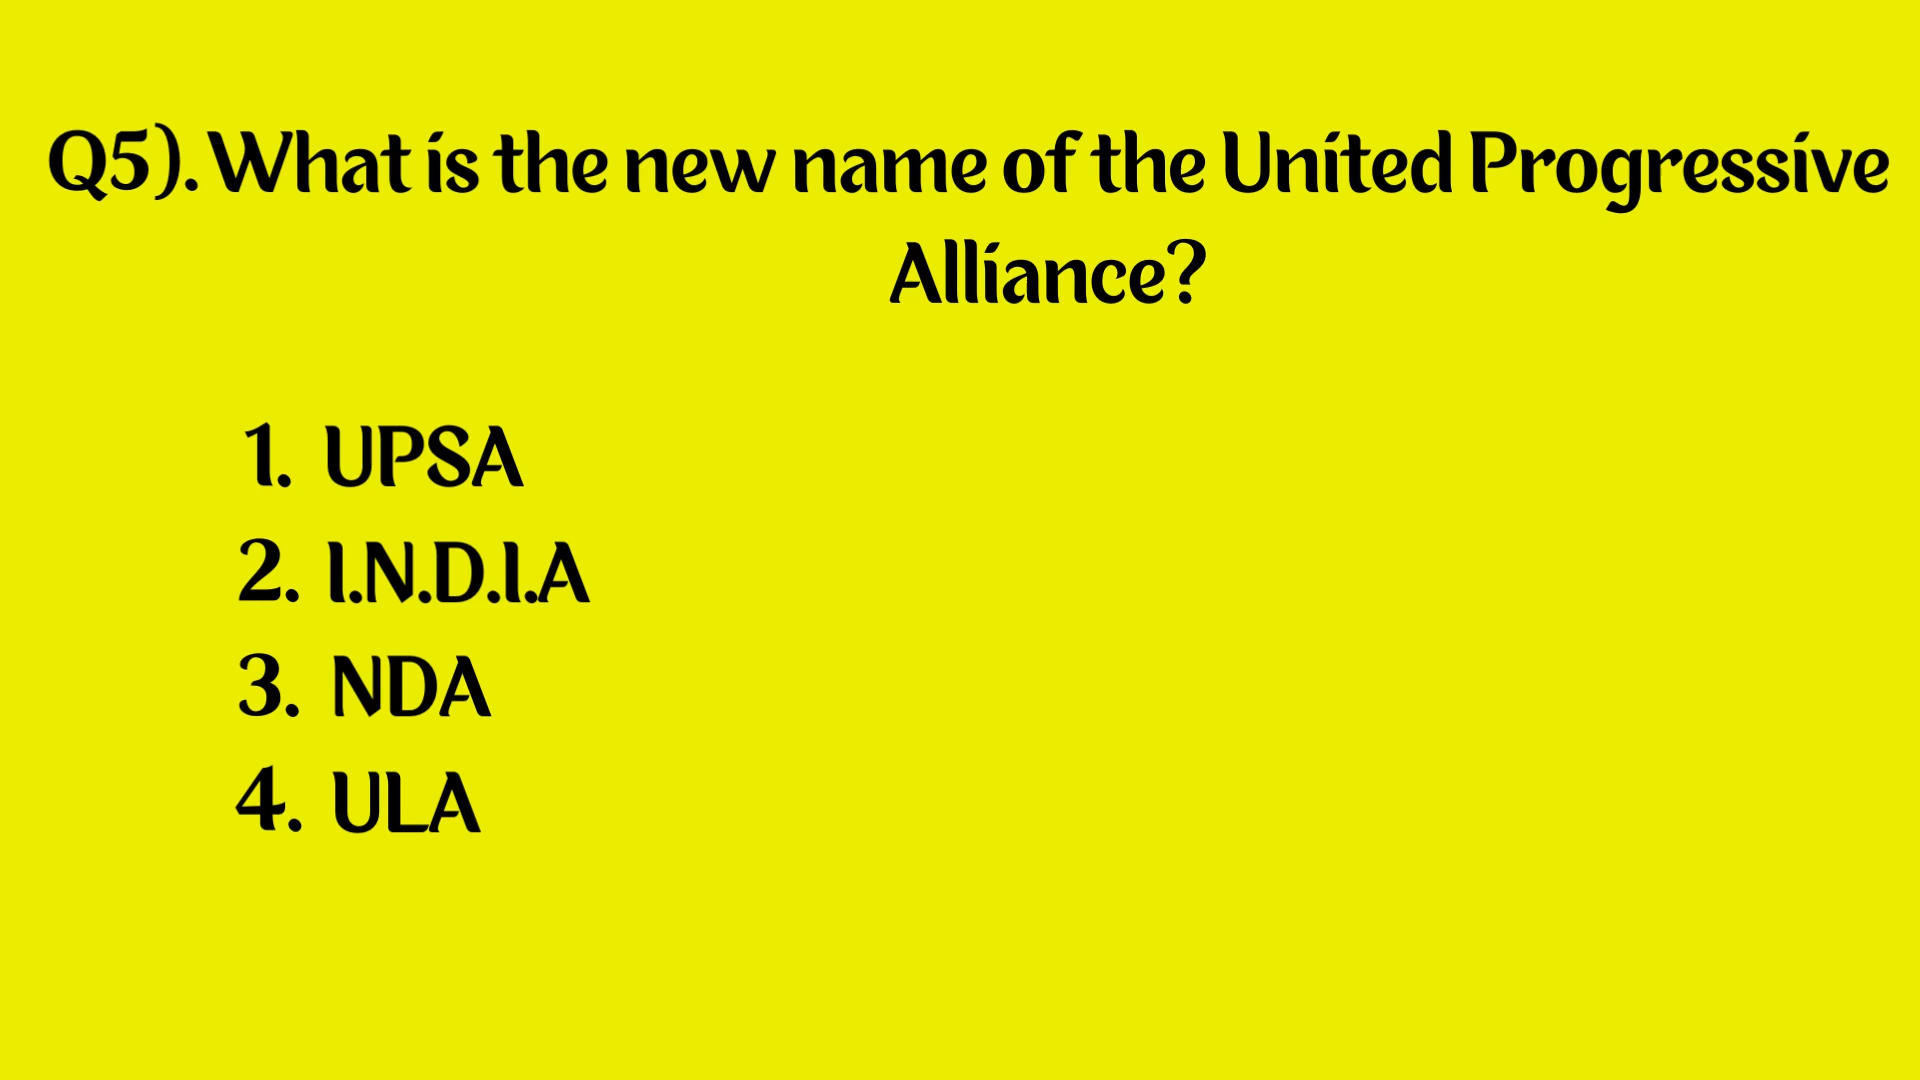 Q5). What is the new name of the United Progressive
Alliance?
1. UPSA
2. I.N.D.I.A
3. NDA
4. ULA